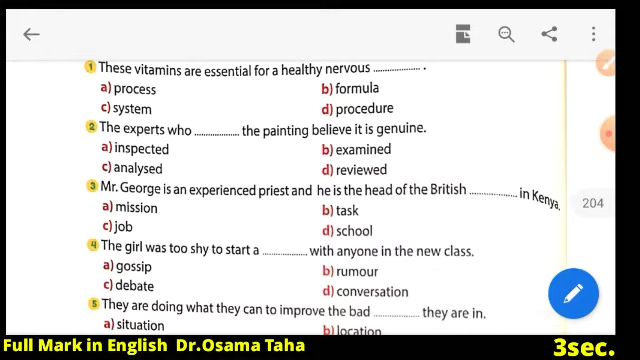 1 These vitamins are essential for a healthy nervous .................. .
a) process b) formula
c) system d) procedure
2 The experts who .................. the painting believe it is genuine.
a) inspected b) examined
c) analysed d) reviewed
3 Mr. George is an experienced priest and he is the head of the British .................. in Kenya.
a) mission b) task
c) job d) school
204
4 The girl was too shy to start a .................. with anyone in the new class.
a) gossip b) rumour
c) debate d) conversation
5 They are doing what they can to improve the bad .................. they are in.
a) situation b) location
Full Mark in English Dr.Osama Taha 3sec.